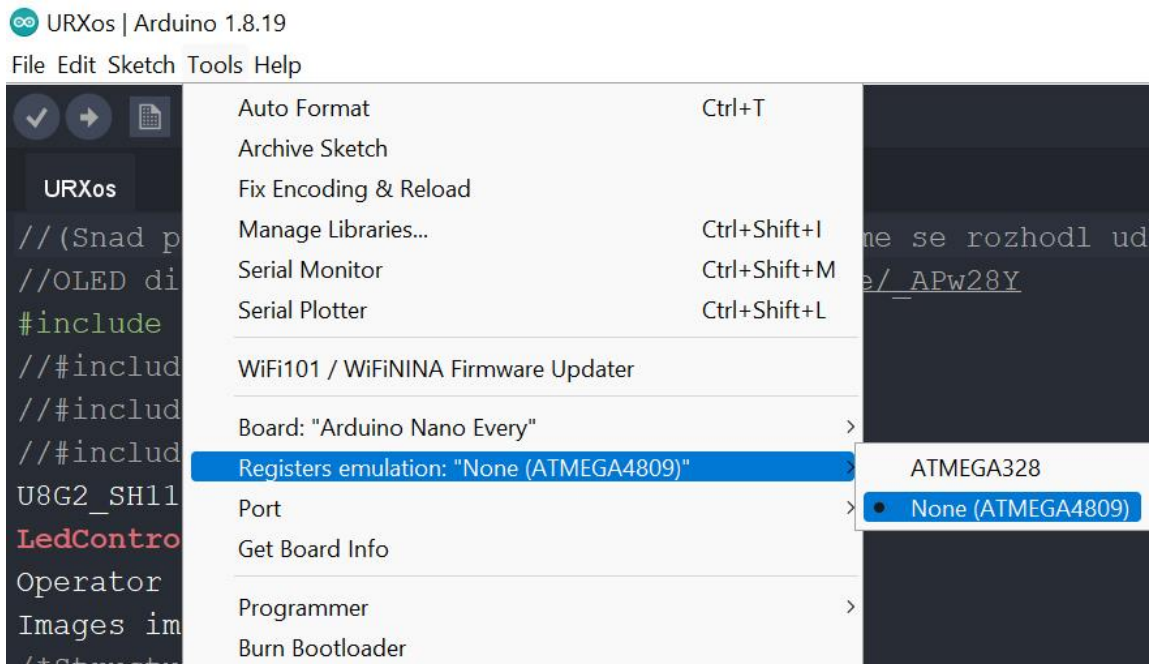 URXos | Arduino 1.8.19
File Edit Sketch Tools Help
Auto Format Ctrl+T
Archive Sketch
URXos
Fix Encoding & Reload
//(Snad p
Manage Libraries... Ctrl+Shift+I
me se rozhodl ud
//OLED di
Serial Monitor Ctrl+Shift+M
e/_APw28Y
#include
Serial Plotter Ctrl+Shift+L
//#includ
WiFi101 / WiFiNINA Firmware Updater
//#includ
Board: "Arduino Nano Every"
//#includ
Registers emulation: "None (ATMEGA4809)"
ATMEGA328
U8G2_SH11
Port
None (ATMEGA4809)
LedContro
Get Board Info
Operator
Programmer
Images im
Burn Bootloader